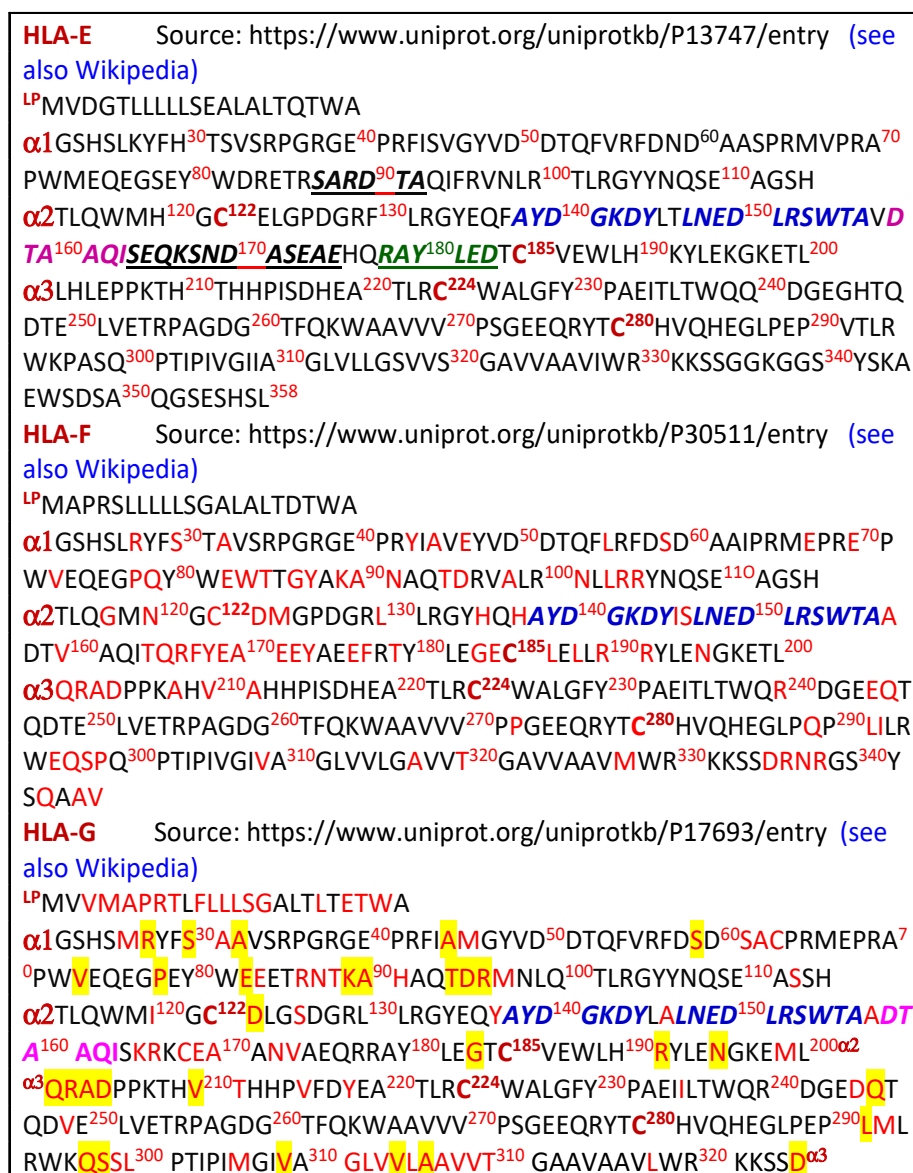 HLA-E Source: https://www.uniprot.org/uniprotkb/P13747/entry (see
also Wikipedia)
LPMVDGTLLLLLSEALALTQTWA
α1GSHSLKYFH30TSVSRPGRGE40PRFISVGYVD50DTQFVRFDND60AASPRMVPRA70
PWMEQEGSEY80WDRETRSARD90TAQIFRVNLR100TLRGYYNQSE110AGSH
α2TLQWMH120GC122ELGPDGRF130LRGYEQFAYD140GKDYLTLNED150LRSWTAVD
TA160AQISEQKSND170ASEAEHQRAY180LEDTC185VEWLH190KYLEKGKETL200
α3LHLEPPKTH210THHPISDHEA220TLRC224WALGFY230PAEITLTWQQ240DGEGHTQ
DTE250LVETRPAGDG260TFQKWAAVVV270PSGEEQRYTC280HVQHEGLPEP290VTLR
WKPASQ300PTIPIVGIIA310GLVLLGSVVS320GAVVAAVIWR330KKSSGGKGGS340YSKA
EWSDSA350QGSESHSL358
HLA-F Source: https://www.uniprot.org/uniprotkb/P30511/entry (see
also Wikipedia)
LPMAPRSLLLLLSGALALTDTWA
α1GSHSLRYFS30TAVSRPGRGE40PRYIAVEYVD50DTQFLRFDSD60AAIPRMEPRE70P
WVEQEGPQY80WEWTTGYAKA90NAQTDRVALR100NLLRRYNQSE11OAGSH
α2TLQGMN120GC122DMGPDGRL130LRGYHQHAYD140GKDYISLNED150LRSWTAA
DTV160AQITQRFYEA170EEYAEEFRTY180LEGEC185LELLR190RYLENGKETL200
α3QRADPPKAHV210AHHPISDHEA220TLRC224WALGFY230PAEITLTWQR240DGEEQT
QDTE250LVETRPAGDG260TFQKWAAVVV270PPGEEQRYTC280HVQHEGLPQP290LILR
WEQSPQ300PTIPIVGIVA310GLVVLGAVVT320GAVVAAVMWR330KKSSDRNRGS340Y
SQAAV
HLA-G Source: https://www.uniprot.org/uniprotkb/P17693/entry (see
also Wikipedia)
LPMVVMAPRTLFLLLSGALTLTETWA
α1GSHSMRYFS30AAVSRPGRGE40PRFIAMGYVD50DTQFVRFDSD60SACPRMEPRA7
0PWVEQEGPEY80WEEETRNTKA90HAQTDRMNLQ100TLRGYYNQSE110ASSH
α2TLQWMI120GC122DLGSDGRL130LRGYEQYAYD140GKDYLALNED150LRSWTAADT
A160 AQISKRKCEA170ANVAEQRRAY180LEGTC185VEWLH190RYLENGKEML200α2
α3QRADPPKTHV210THHPVFDYEA220TLRC224WALGFY230PAEIILTWQR240DGEDQT
QDVE250LVETRPAGDG260TFQKWAAVVV270PSGEEQRYTC280HVQHEGLPEP290LML
RWKQSSL300 PTIPIMGIVA310 GLVVLAAVVT310 GAAVAAVLWR320 KKSSDα3